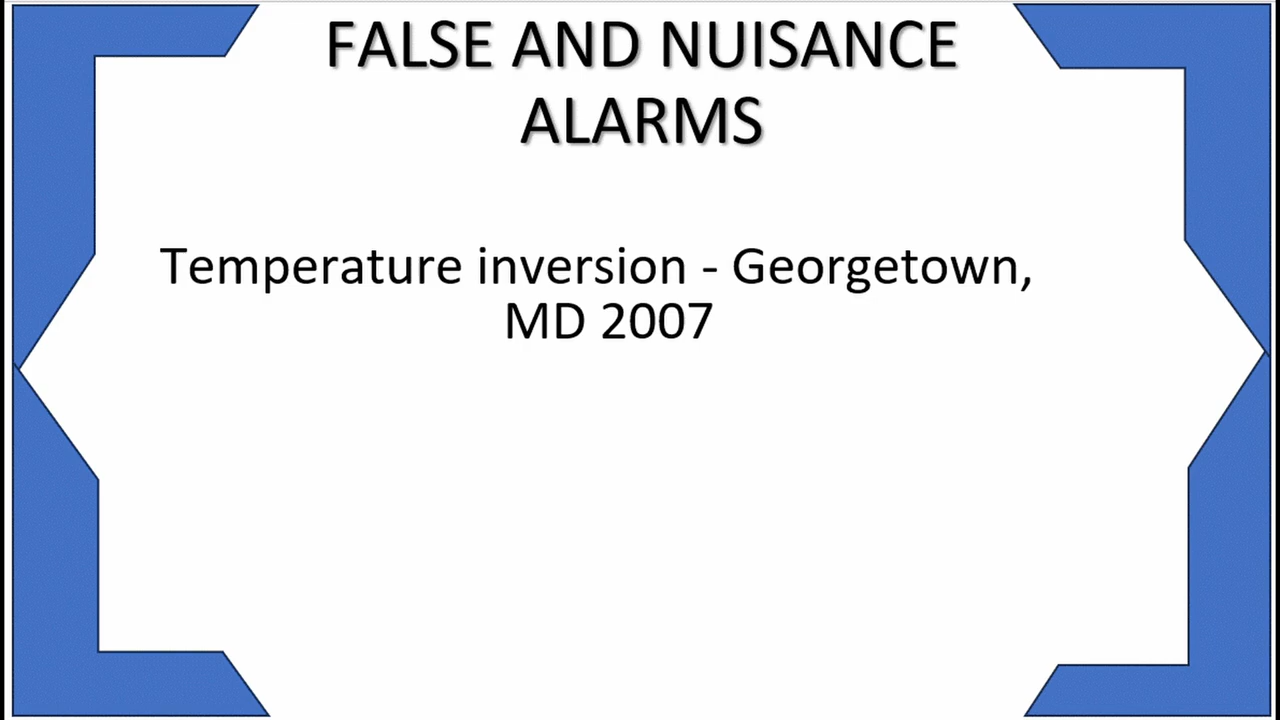 FALSE AND NUISANCE
ALARMS
Temperature inversion - Georgetown,
MD 2007